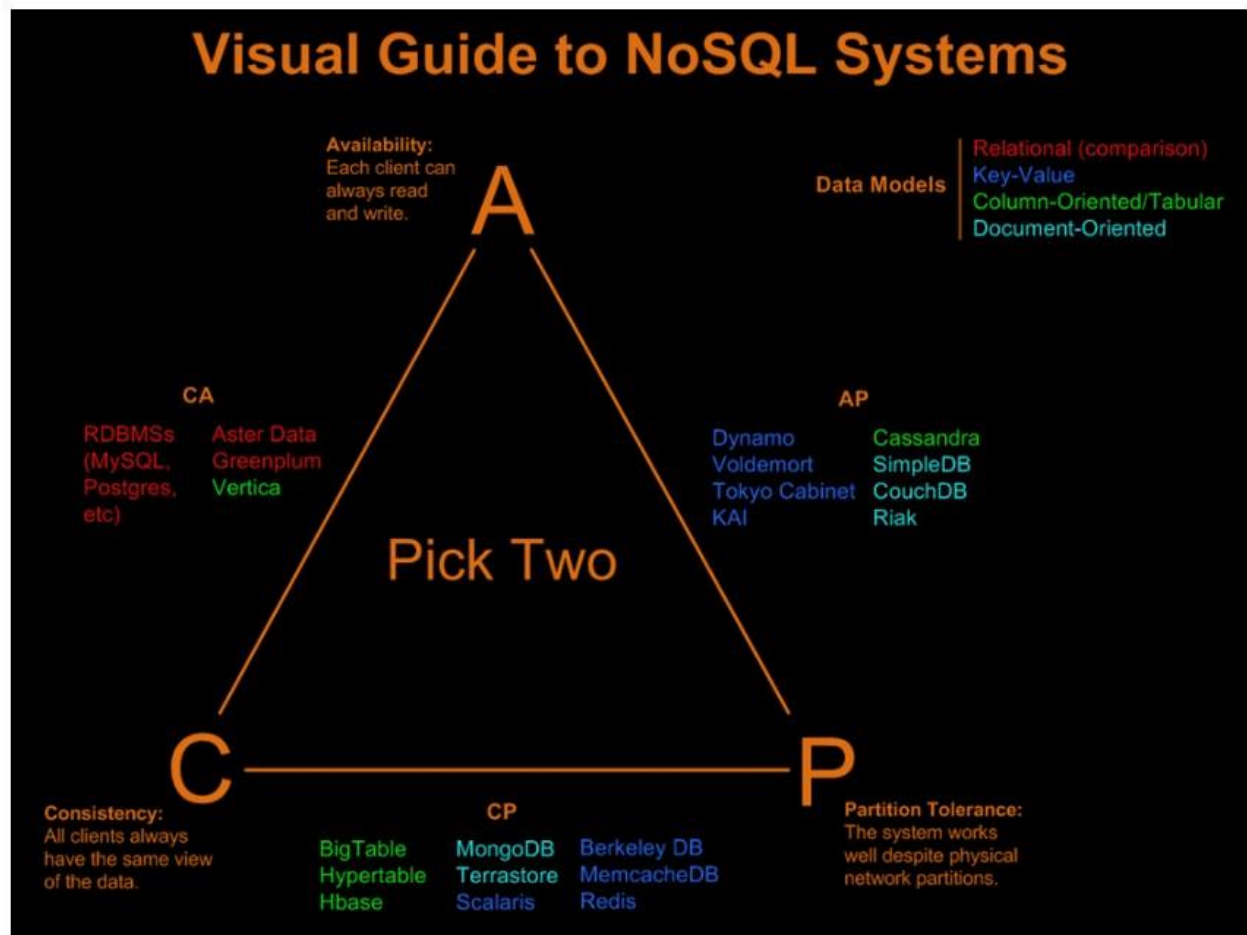 Visual Guide to NoSQL Systems
Availability:
Each client can
always read
and write.
A
Data Models
Relational (comparison)
Key-Value
Column-Oriented/Tabular
Document-Oriented
CA
RDBMSs
(MySQL,
Postgres,
etc)
Aster Data
Greenplum
Vertica
AP
Dynamo
Voldemort
Tokyo Cabinet
KAI
Cassandra
SimpleDB
CouchDB
Riak
Pick Two
C
P
Consistency:
All clients always
have the same view
of the data.
CP
BigTable
Hypertable
Hbase
MongoDB
Terrastore
Scalaris
Berkeley DB
MemcacheDB
Redis
Partition Tolerance:
The system works
well despite physical
network partitions.